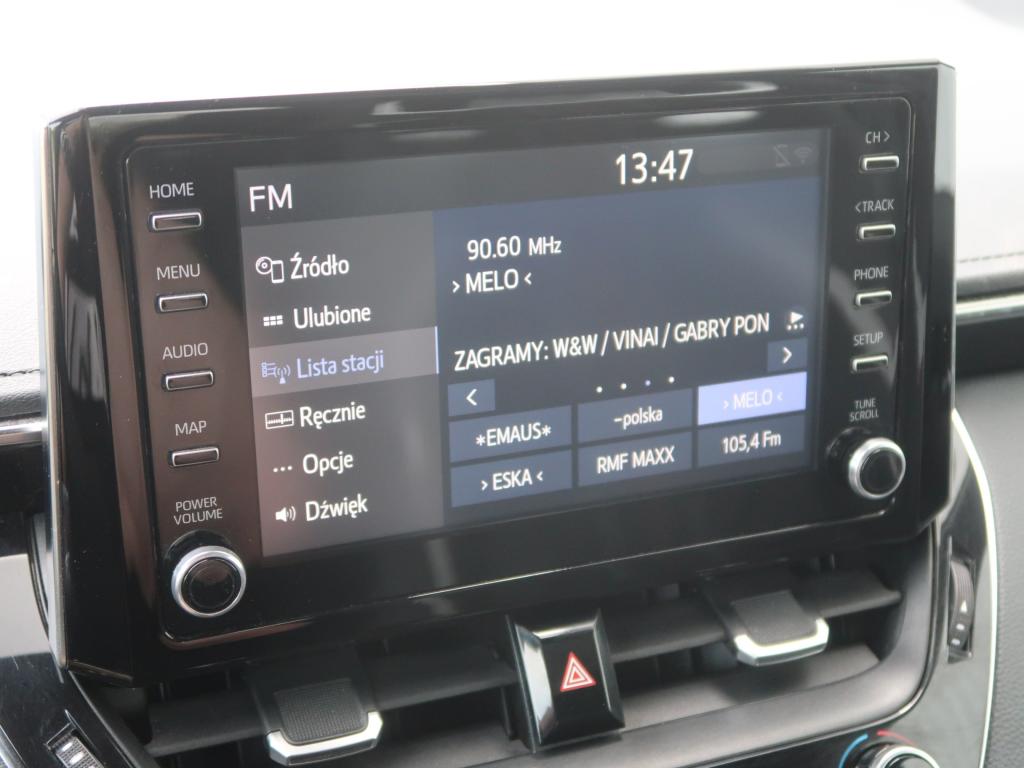 HOME
MENU
AUDIO
MAP
POWER
VOLUME
FM
13:47
Źródło
Ulubione
Lista stacji
Ręcznie
Opcje
Dźwięk
90.60 MHz
> MELO <
ZAGRAMY: W&W / VINAI / GABRY PON
<
>
*EMAUS*
-polska
> MELO <
> ESKA <
RMF MAXX
105,4 Fm
CH>
<TRACK
PHONE
SETUP
TUNE
SCROLL